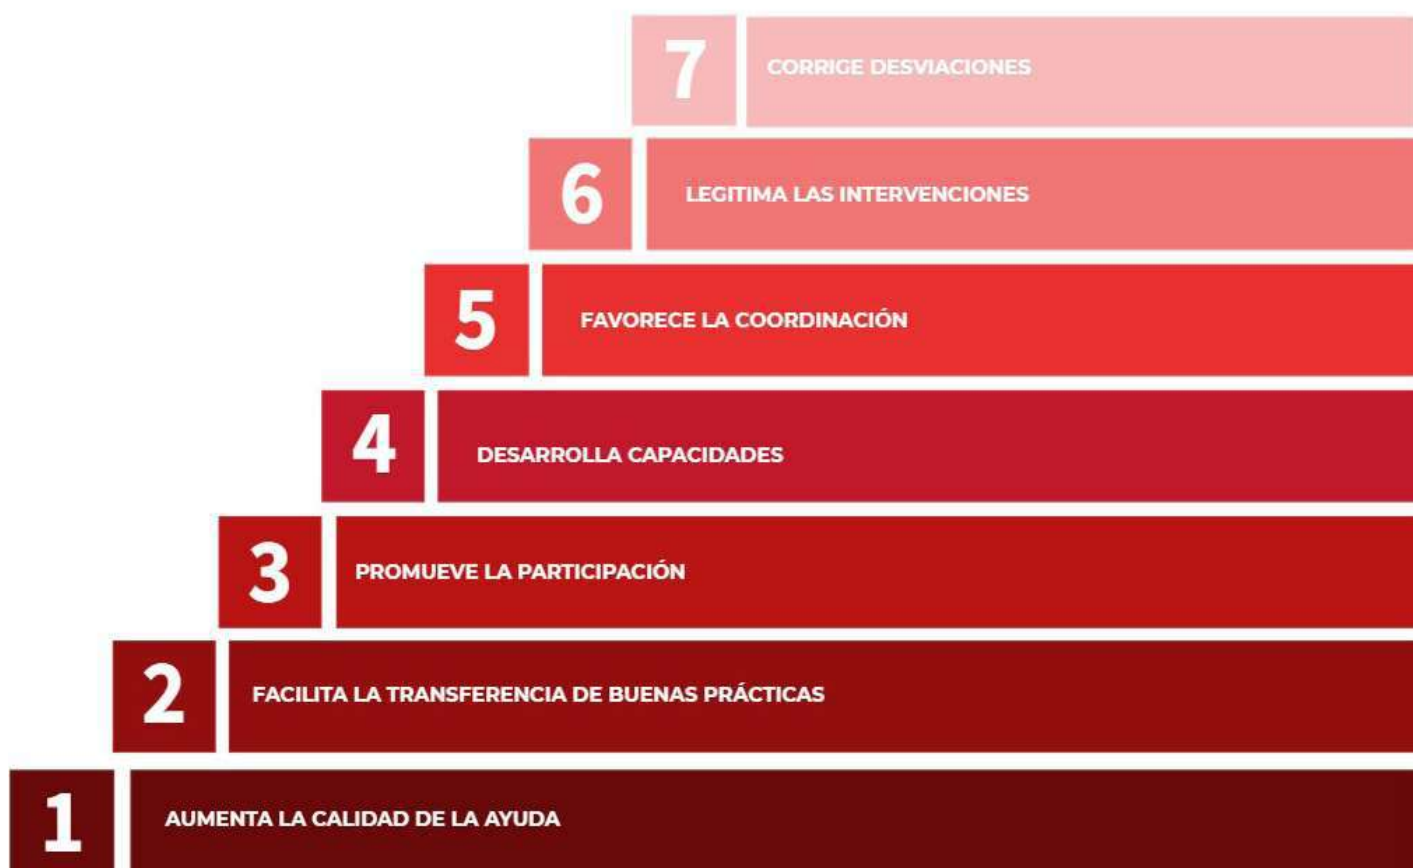 7 CORRIGE DESVIACIONES
6 LEGITIMA LAS INTERVENCIONES
5 FAVORECE LA COORDINACIÓN
4 DESARROLLA CAPACIDADES
3 PROMUEVE LA PARTICIPACIÓN
2 FACILITA LA TRANSFERENCIA DE BUENAS PRÁCTICAS
1 AUMENTA LA CALIDAD DE LA AYUDA